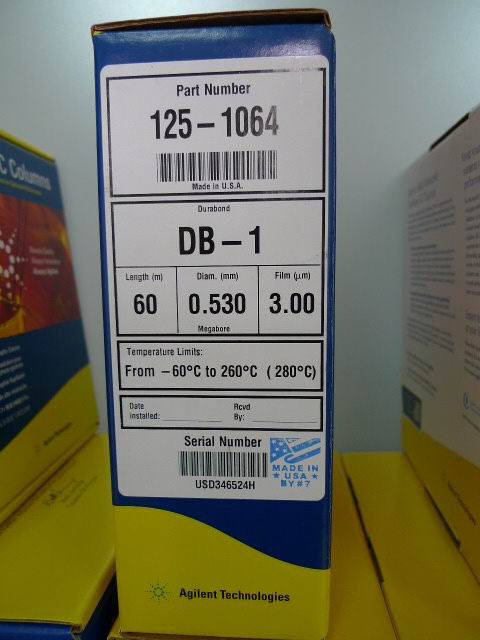 Part Number
125-1064
Made in U.S.A.
Durabond
DB-1
Length (m) Diam. (mm) Film (μm)
60 0.530 3.00
Megabore
Temperature Limits:
From -60°C to 260°C (280°C)
Date installed: Rcvd By:
Serial Number
USD346524H
MADE IN
USA
BY #7
Agilent Technologies
C Columns